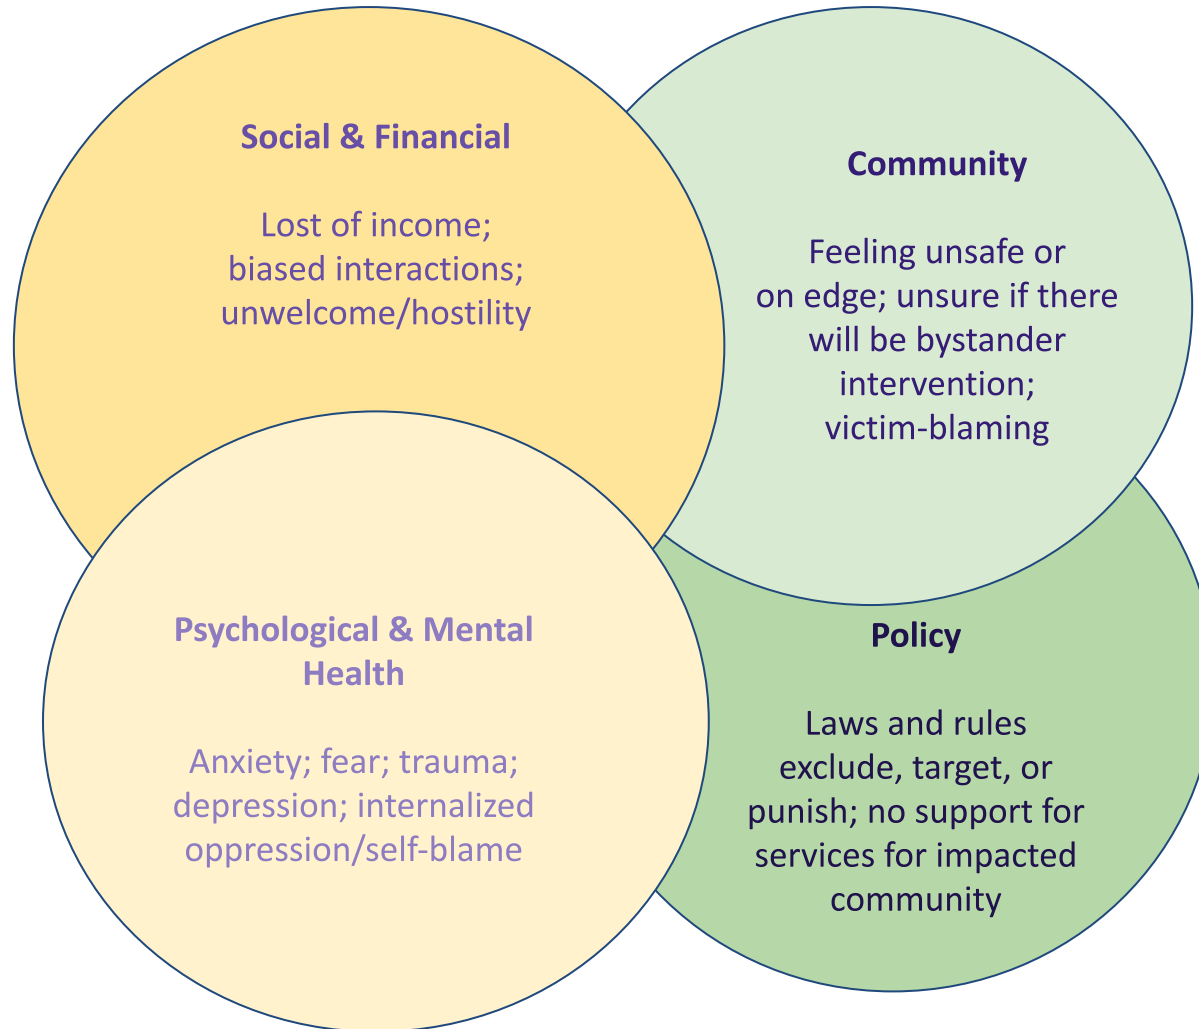 Social & Financial
Lost of income;
biased interactions;
unwelcome/hostility
Community
Feeling unsafe or
on edge; unsure if there
will be bystander
intervention;
victim-blaming
Psychological & Mental
Health
Anxiety; fear; trauma;
depression; internalized
oppression/self-blame
Policy
Laws and rules
exclude, target, or
punish; no support for
services for impacted
community